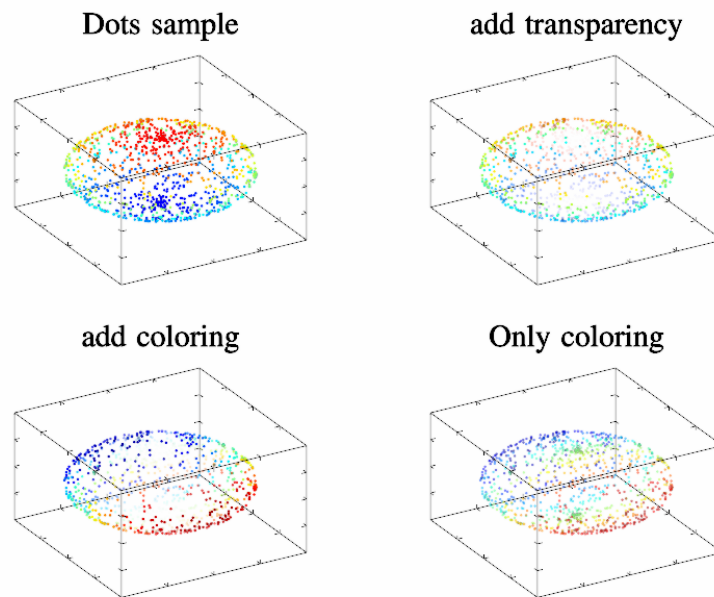 Dots sample
add transparency
add coloring
Only coloring